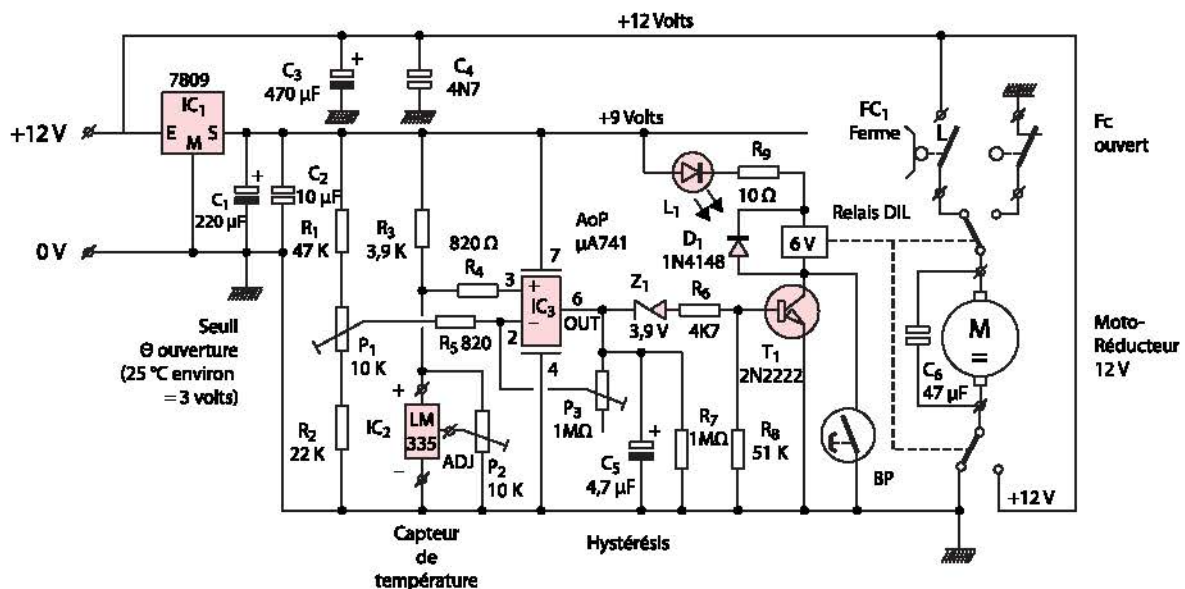 +12 Volts
7809
IC1
E S
M
+12 V
0 V
C3
470 µF
+
C4
4N7
+9 Volts
C1
220 µF
+
C2
10 µF
R1
47 K
R3
3,9 K
820 Ω
R4
3
+
IC3
−
2
7
4
AoP
µA741
6
OUT
R5 820
Seuil
Θ ouverture
(25 °C environ
= 3 volts)
P1
10 K
R2
22 K
+
IC2
LM
335
−
ADJ
P2
10 K
P3
1MΩ
+
C5
4,7 µF
R7
1MΩ
Z1
3,9 V
R6
4K7
R8
51 K
L1
R9
10 Ω
D1
1N4148
Relais DIL
6 V
T1
2N2222
BP
FC1
Ferme
L
Fc
ouvert
M
=
C6
47 µF
Moto-
Réducteur
12 V
+12 V
Capteur
de
température
Hystérésis